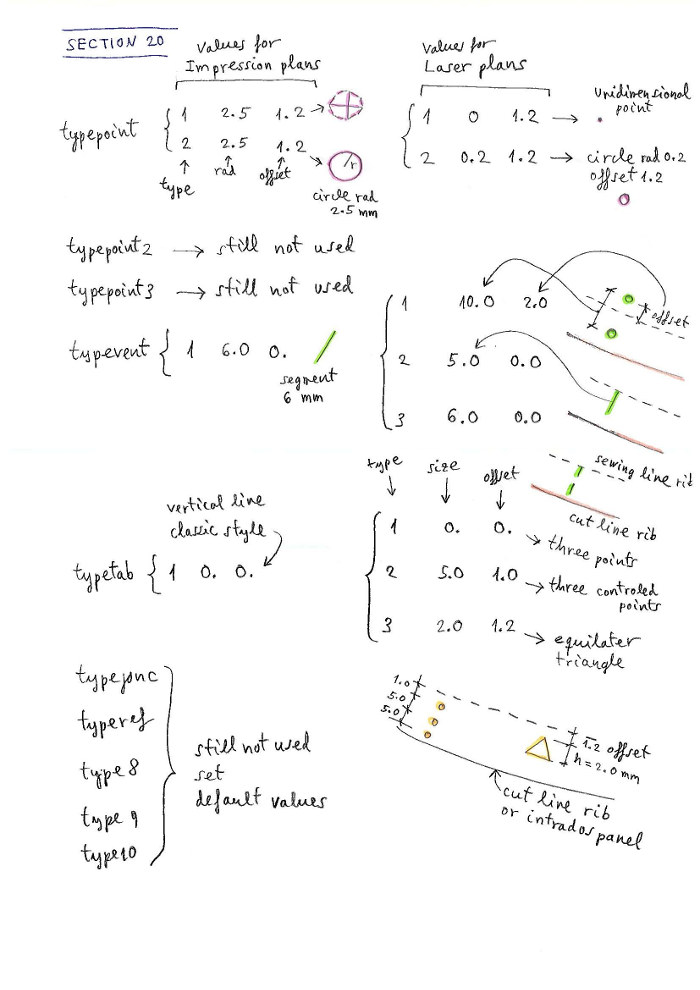 SECTION 20
Values for
Impression plans
Values for
Laser plans
typepoint
1 2.5 1.2
2 2.5 1.2
type rad offset
r
circle rad
2.5 mm
1 0 1.2
unidimensional
point
2 0.2 1.2
circle rad 0.2
offset 1.2
typepoint2 still not used
typepoint3 still not used
typevent 1 6.0 0.
segment
6 mm
1 10.0 2.0
offset
2 5.0 0.0
3 6.0 0.0
sewing line rib
cut line rib
vertical line
classic style
typetab 1 0. 0.
type size offset
1 0. 0.
three points
2 5.0 1.0
three controled
points
3 2.0 1.2
equilater
triangle
typejonc
typeref
type8
type9
type10
still not used
set
default values
1.0
5.0
5.0
1.2 offset
h=2.0 mm
cut line rib
or intrados panel